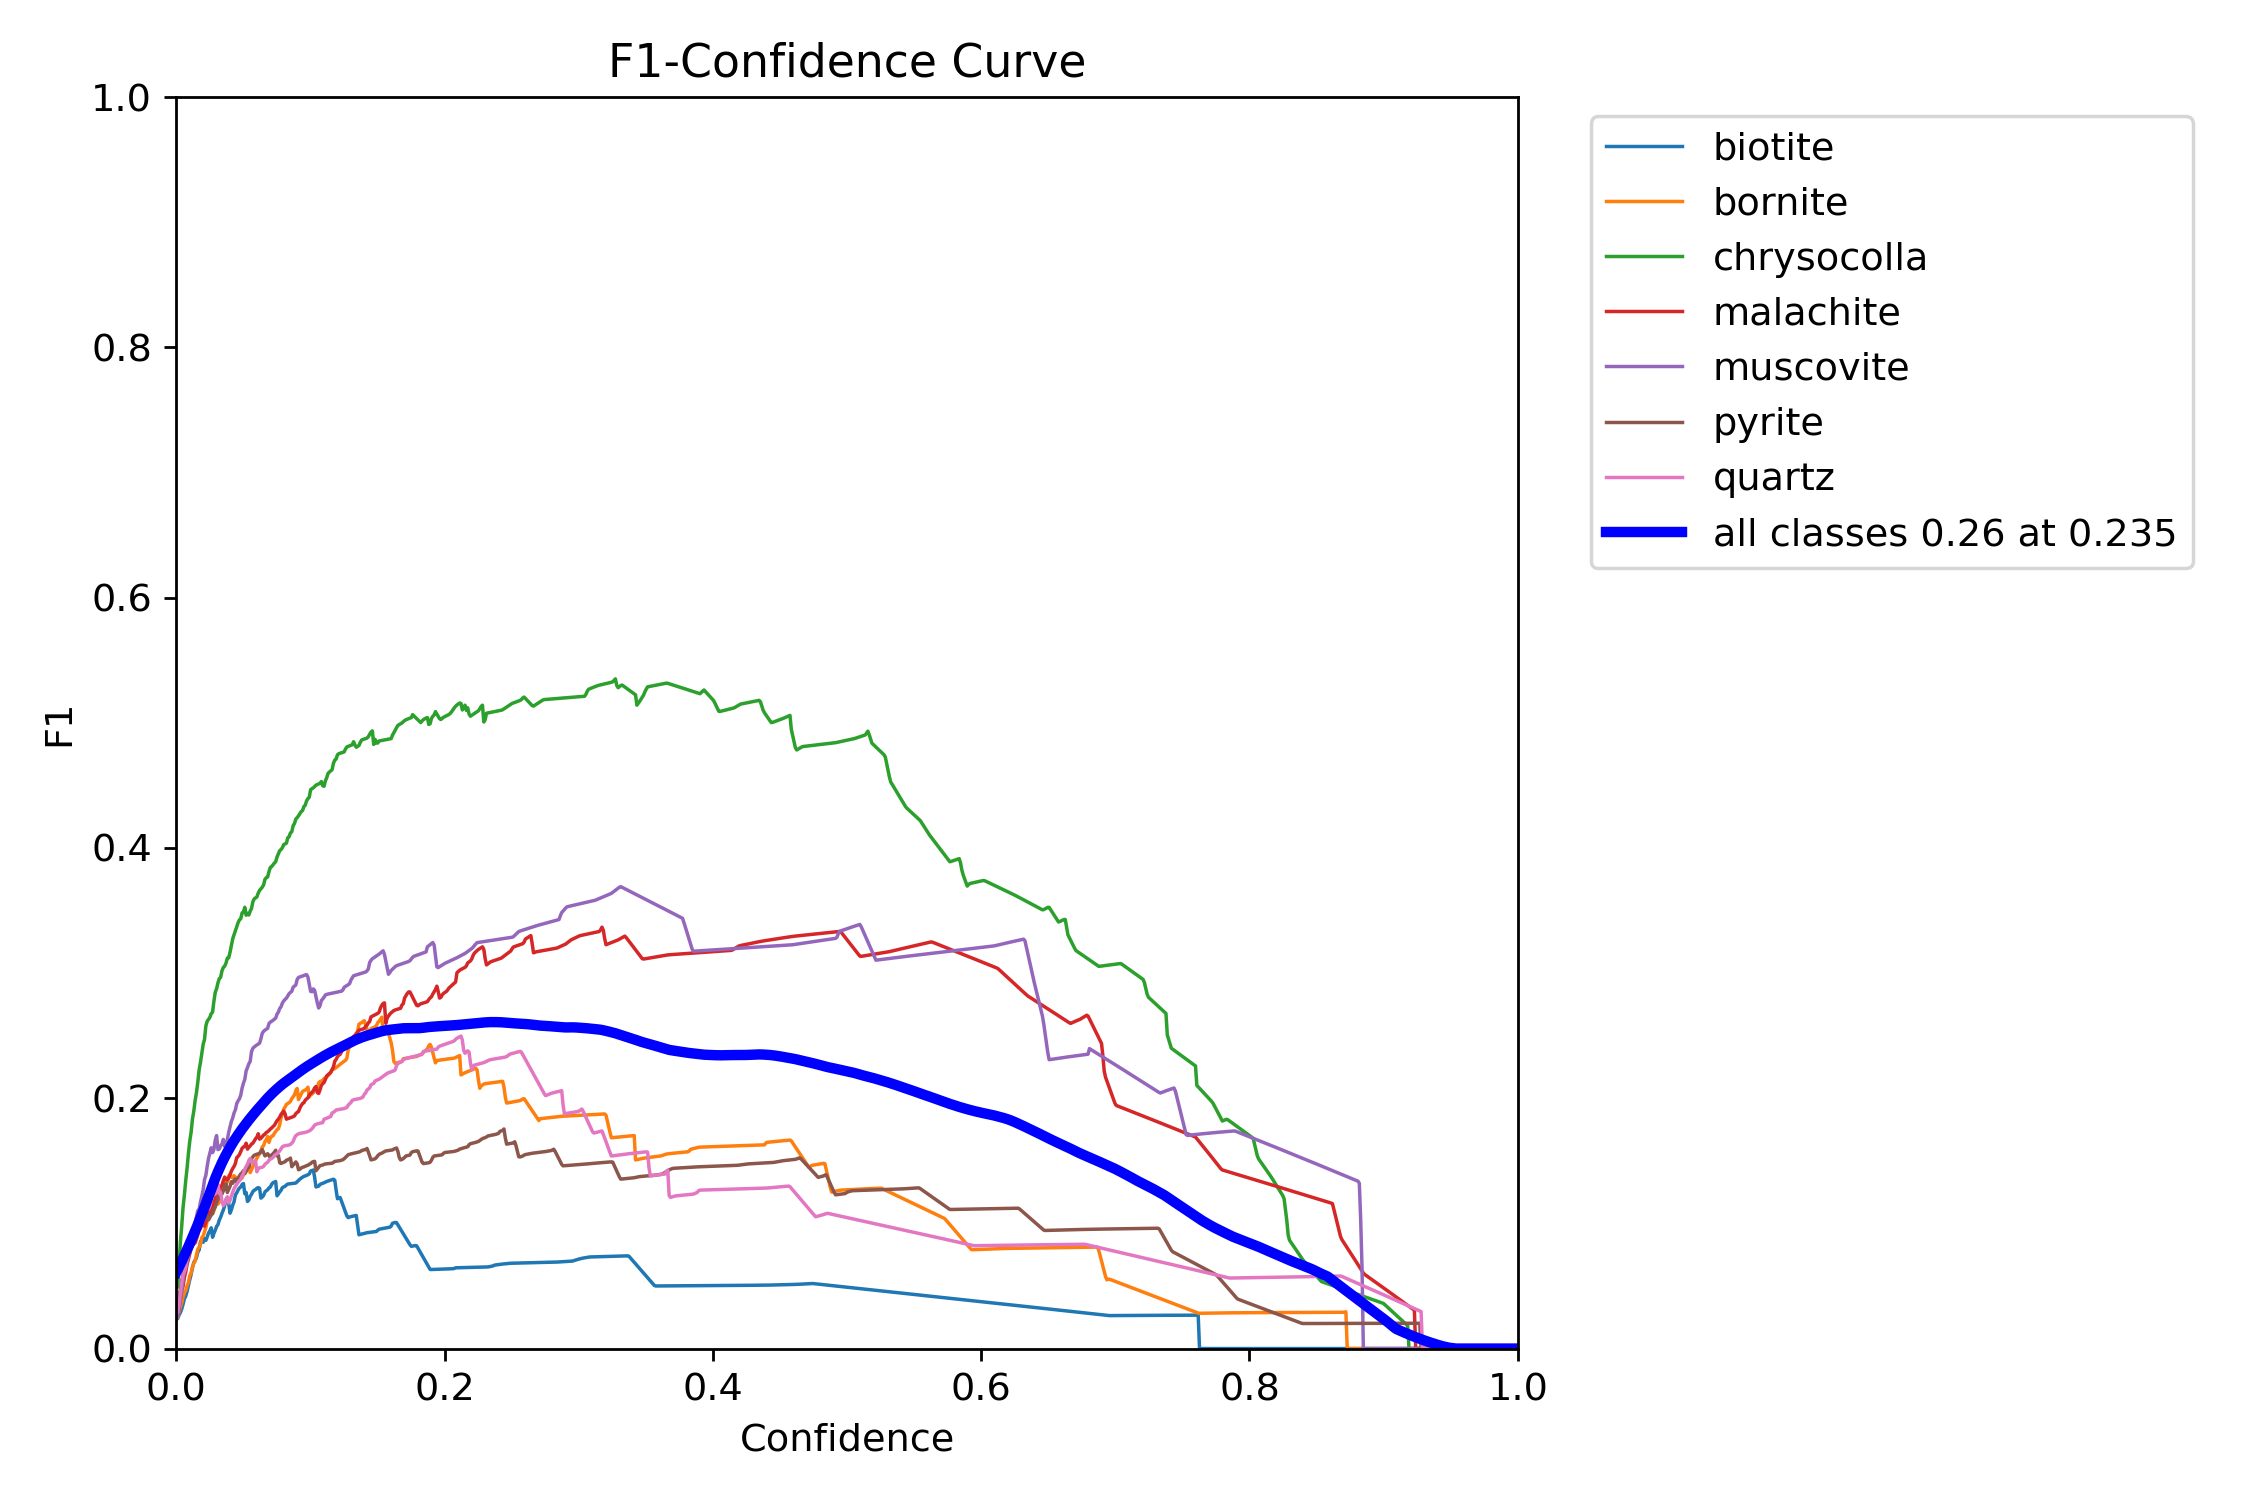 F1-Confidence Curve
1.0
0.8
0.6
0.4
0.2
0.0
F1
0.0 0.2 0.4 0.6 0.8 1.0
Confidence
biotite
bornite
chrysocolla
malachite
muscovite
pyrite
quartz
all classes 0.26 at 0.235